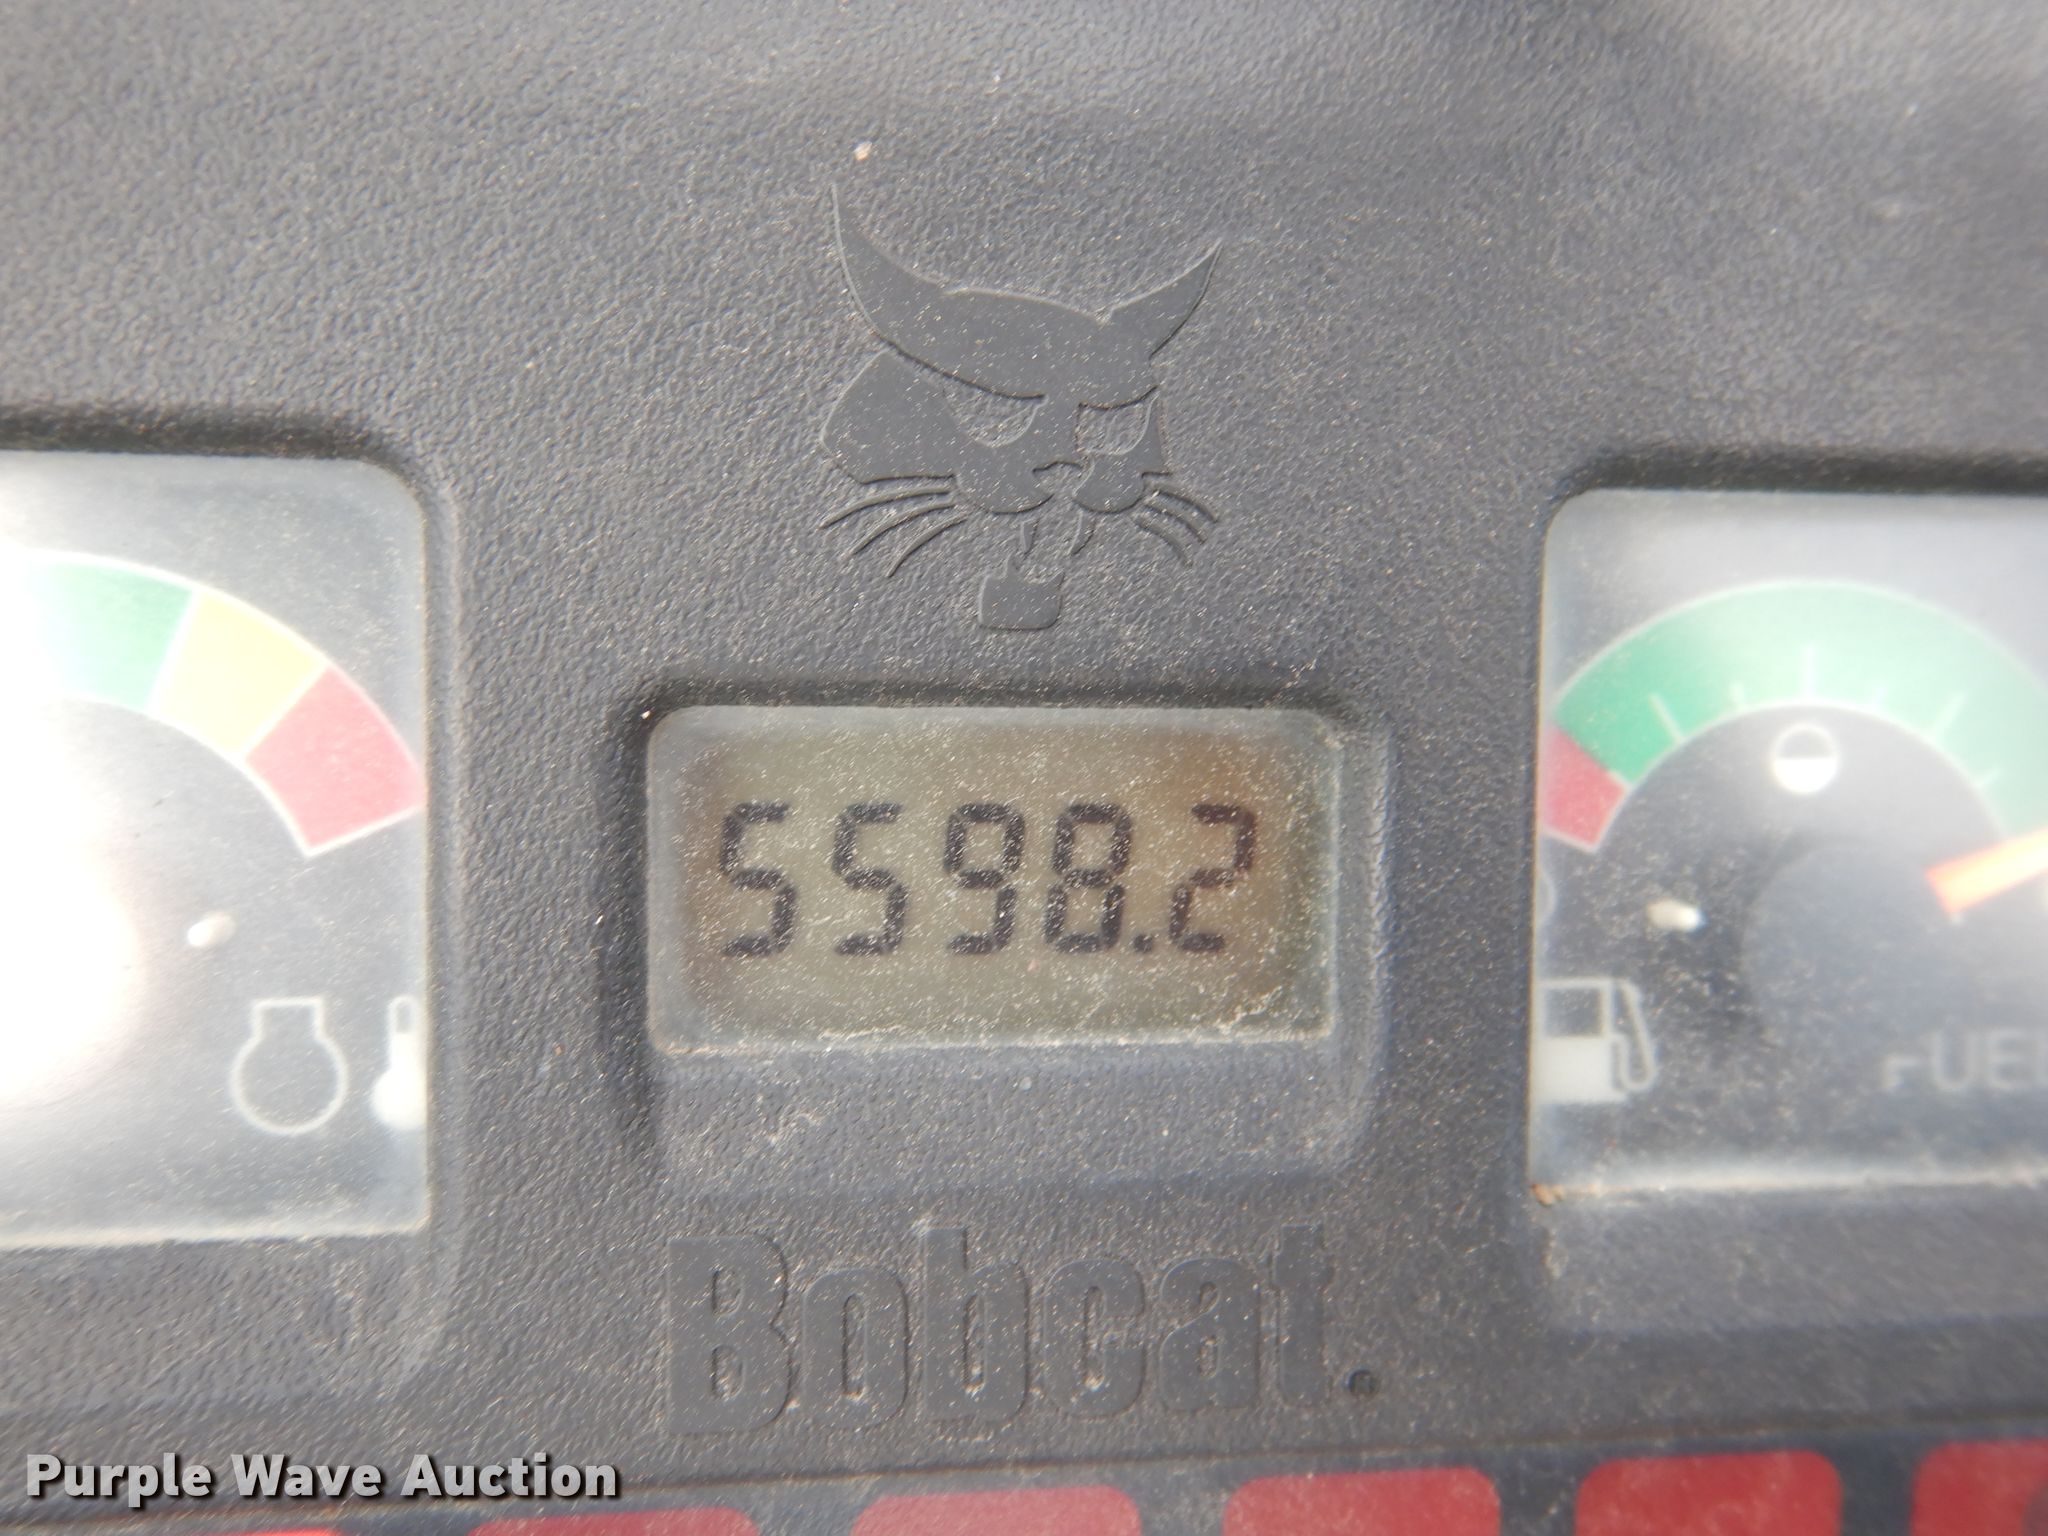 5598.2
FUEL
Bobcat®
Purple Wave Auction